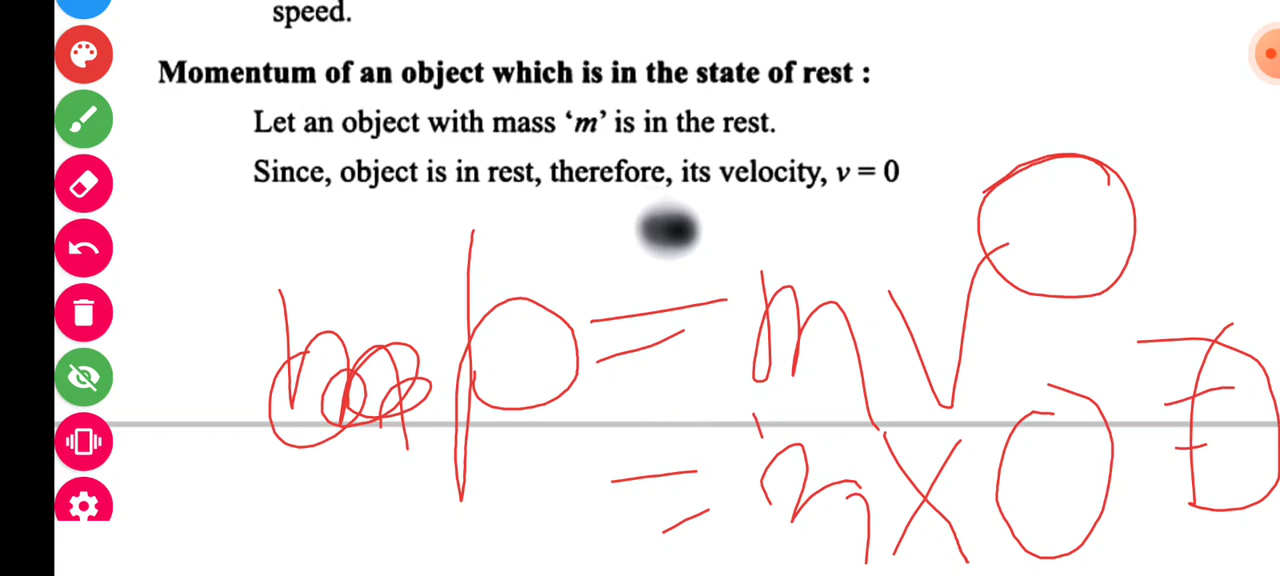 speed.
Momentum of an object which is in the state of rest :
Let an object with mass ‘m’ is in the rest.
Since, object is in rest, therefore, its velocity, v = 0
p = mv
= m × 0